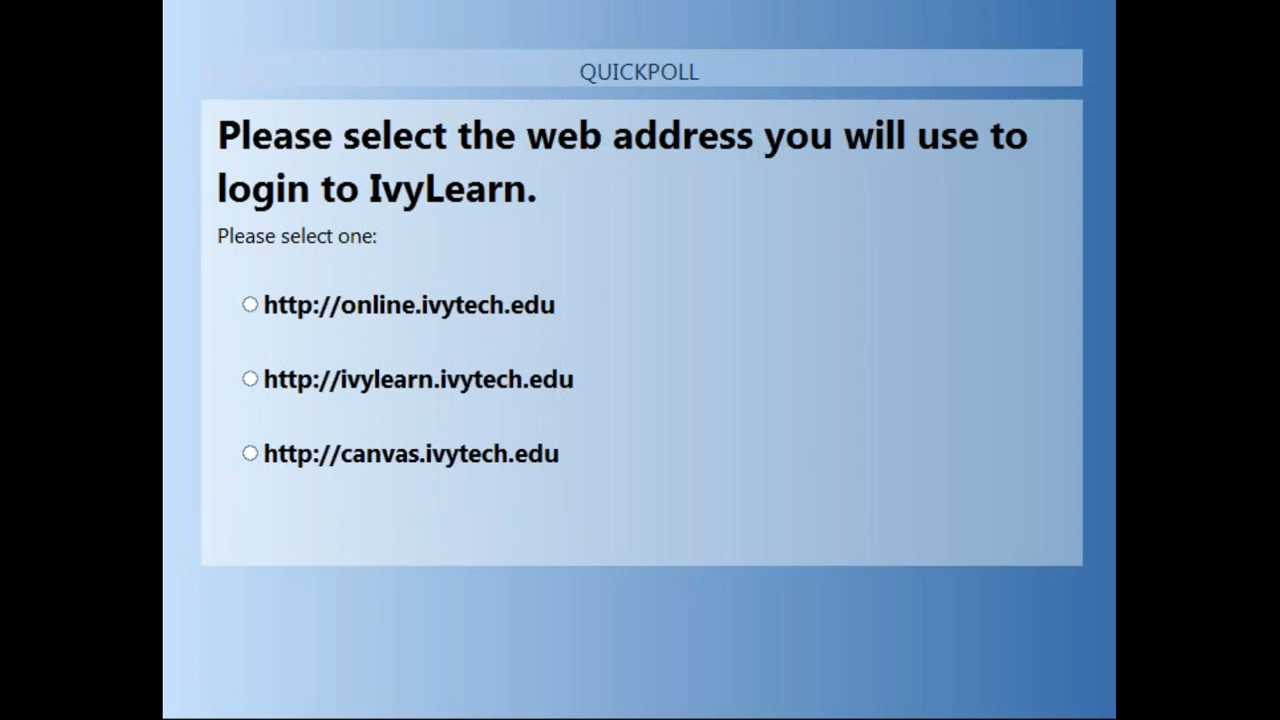 QUICKPOLL
Please select the web address you will use to
login to IvyLearn.
Please select one:
http://online.ivytech.edu
http://ivylearn.ivytech.edu
http://canvas.ivytech.edu